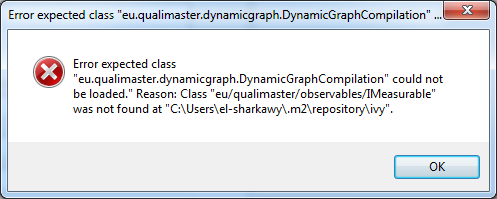 Error expected class "eu.qualimaster.dynamicgraph.DynamicGraphCompilation" ...
Error expected class
"eu.qualimaster.dynamicgraph.DynamicGraphCompilation" could not
be loaded." Reason: Class "eu/qualimaster/observables/IMeasurable"
was not found at "C:\Users\el-sharkawy\.m2\repository\ivy".
OK